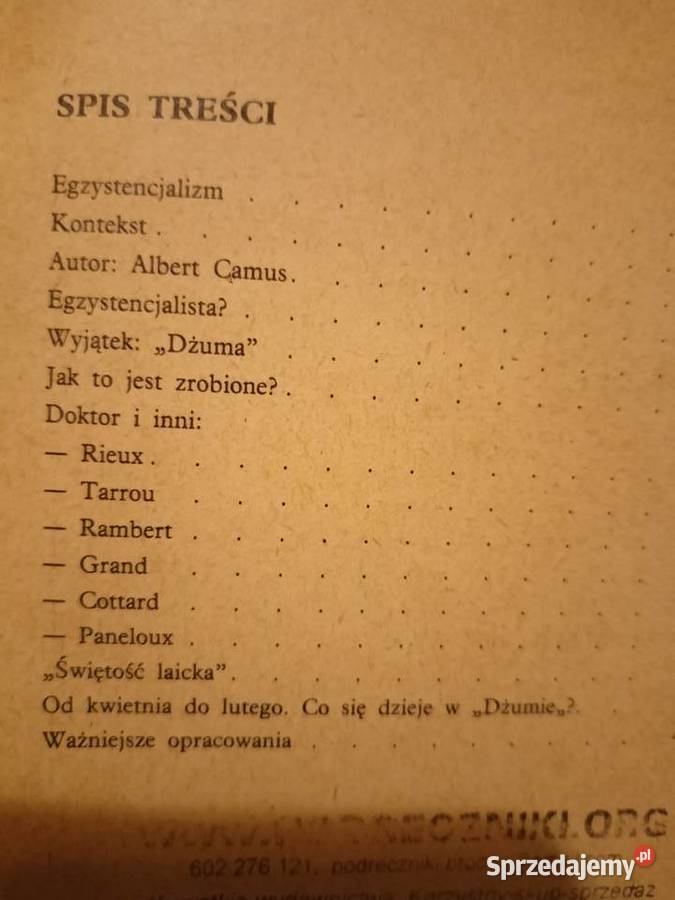 SPIS TREŚCI
Egzystencjalizm . . . . . . . . . .
Kontekst . . . . . . . . . . . .
Autor: Albert Camus . . . . . . . . .
Egzystencjalista? . . . . . . . . . .
Wyjątek: „Dżuma” . . . . . . . . .
Jak to jest zrobione? . . . . . . . . .
Doktor i inni:
— Rieux . . . . . . . . . . . .
— Tarrou . . . . . . . . . . .
— Rambert . . . . . . . . . . .
— Grand . . . . . . . . . . .
— Cottard . . . . . . . . . . .
— Paneloux . . . . . . . . . . .
„Świętość laicka” . . . . . . . . . .
Od kwietnia do lutego. Co się dzieje w „Dżumie„? .
Ważniejsze opracowania . . . . . . . .
602 276 121,
Sprzedajemy.pl